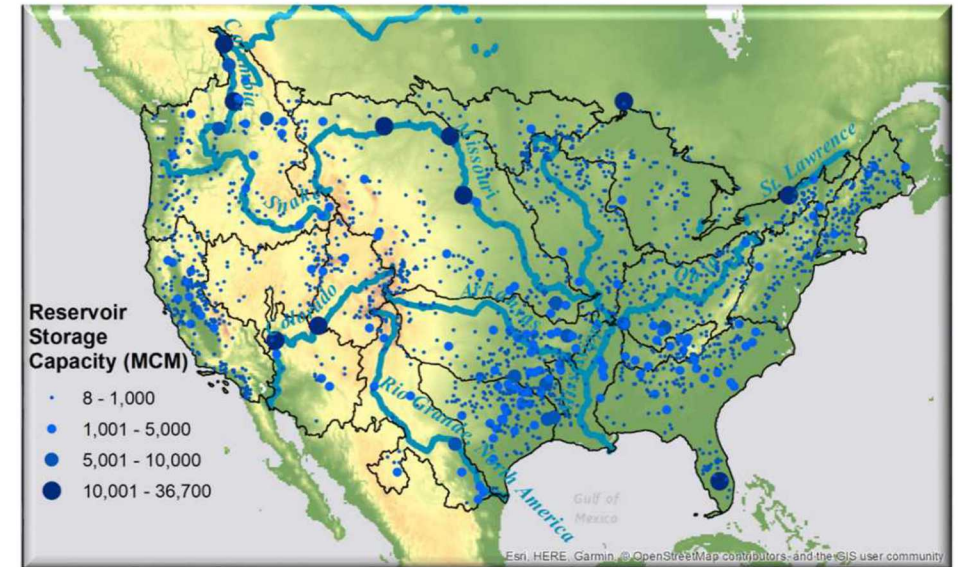 Columbia
Missouri
St. Lawrence
Snake
Ohio
Colorado
Arkansas
Rio Grande North America
Reservoir
Storage
Capacity (MCM)
8 - 1,000
1,001 - 5,000
5,001 - 10,000
10,001 - 36,700
Gulf of
Mexico
Esri, HERE, Garmin, © OpenStreetMap contributors, and the GIS user community